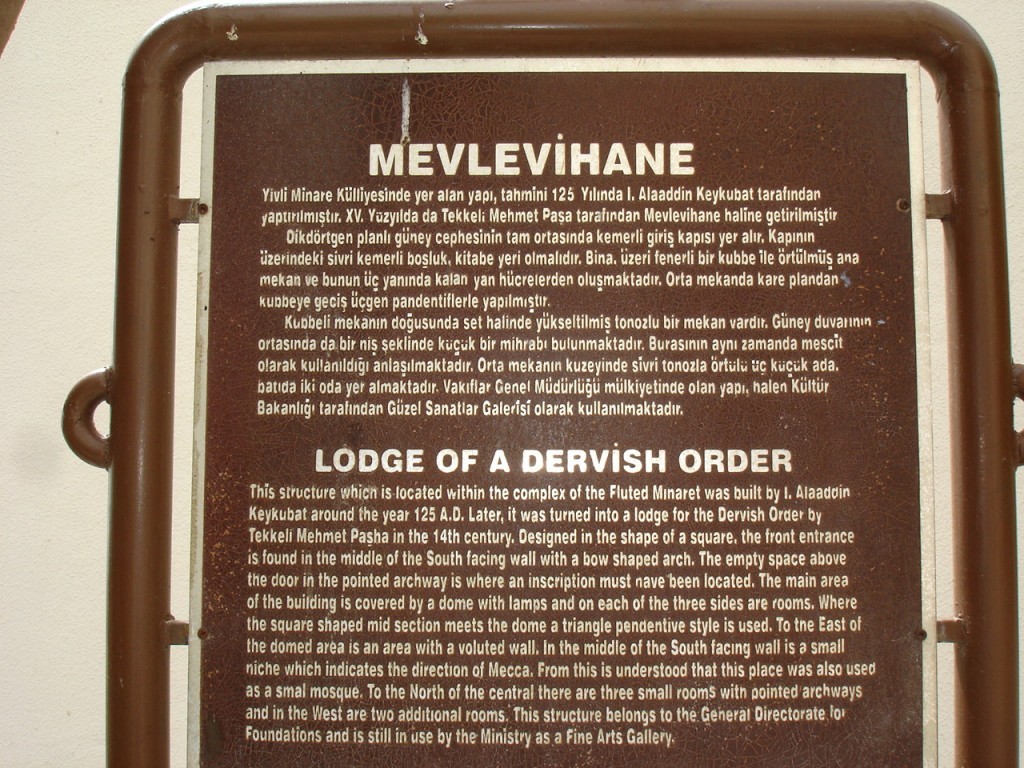 MEVLEVİHANE
Yivli Minare Külliyesinde yer alan yapı, tahmini 125 Yılında I. Alaaddin Keykubat tarafından
yaptırılmıştır. XV. Yüzyılda da Tekkeli Mehmet Paşa tarafından Mevlevihane haline getirilmiştir
Dikdörtgen planlı güney cephesinin tam ortasında kemerli giriş kapısı yer alır. Kapının
üzerindeki sivri kemerli boşluk, kitabe yeri olmalıdır. Bina, üzeri fenerli bir kubbe ile örtülmüş ana
mekan ve bunun üç yanında kalan yan hücrelerden oluşmaktadır. Orta mekanda kare plandan
kubbeye geçiş üçgen pandentiflerle yapılmıştır.
Kubbeli mekanın doğusunda set halinde yükseltilmiş tonozlu bir mekan vardır. Güney duvarının
ortasında da bir niş şeklinde küçük bir mihrabı bulunmaktadır. Burasının aynı zamanda mescit
olarak kullanıldığı anlaşılmaktadır. Orta mekanın kuzeyinde sivri tonozla örtülü üç küçük ada,
batıda iki oda yer almaktadır. Vakıflar Genel Müdürlüğü mülkiyetinde olan yapı, halen Kültür
Bakanlığı tarafından Güzel Sanatlar Galerisi olarak kullanılmaktadır.
LODGE OF A DERVİSH ORDER
This structure which is located within the complex of the Fluted Minaret was built by I. Alaaddin
Keykubat around the year 125 A.D. Later, it was turned into a lodge for the Dervish Order by
Tekkeli Mehmet Paşha in the 14th century. Designed in the shape of a square, the front entrance
is found in the middle of the South facing wall with a bow shaped arch. The empty space above
the door in the pointed archway is where an inscription must have been located. The main area
of the building is covered by a dome with lamps and on each of the three sides are rooms. Where
the square shaped mid section meets the dome a triangle pendentive style is used. To the East of
the domed area is an area with a voluted wall. In the middle of the South facing wall is a small
niche which indicates the direction of Mecca. From this is understood that this place was also used
as a smal mosque. To the North of the central there are three small rooms with pointed archways
and in the West are two additional rooms. This structure belongs to the General Directorate for
Foundations and is still in use by the Ministry as a Fine Arts Gallery.